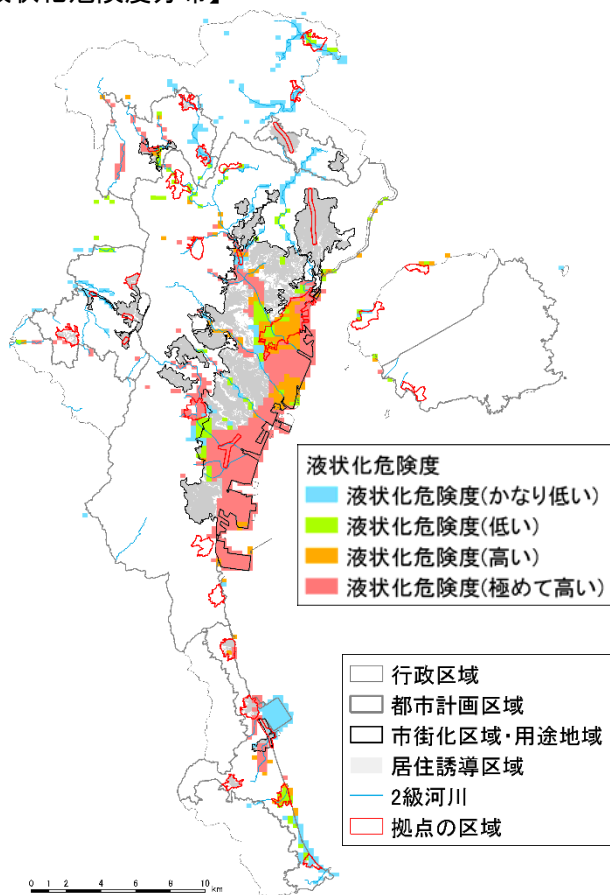 液状化危険度分布】
液状化危険度
液状化危険度(かなり低い)
液状化危険度(低い)
液状化危険度(高い)
液状化危険度(極めて高い)
行政区域
都市計画区域
市街化区域・用途地域
居住誘導区域
2級河川
拠点の区域
0 1 2 4 6 8 10
km